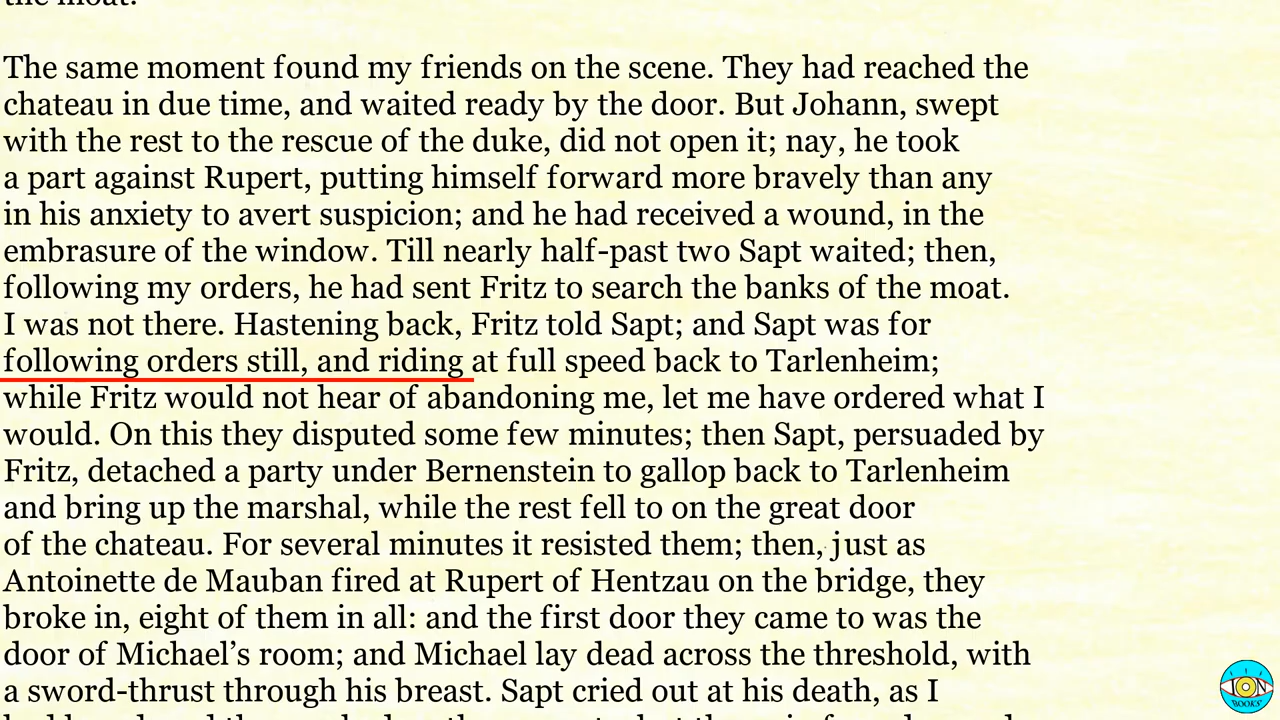 the moat.
The same moment found my friends on the scene. They had reached the
chateau in due time, and waited ready by the door. But Johann, swept
with the rest to the rescue of the duke, did not open it; nay, he took
a part against Rupert, putting himself forward more bravely than any
in his anxiety to avert suspicion; and he had received a wound, in the
embrasure of the window. Till nearly half-past two Sapt waited; then,
following my orders, he had sent Fritz to search the banks of the moat.
I was not there. Hastening back, Fritz told Sapt; and Sapt was for
following orders still, and riding at full speed back to Tarlenheim;
while Fritz would not hear of abandoning me, let me have ordered what I
would. On this they disputed some few minutes; then Sapt, persuaded by
Fritz, detached a party under Bernenstein to gallop back to Tarlenheim
and bring up the marshal, while the rest fell to on the great door
of the chateau. For several minutes it resisted them; then, just as
Antoinette de Mauban fired at Rupert of Hentzau on the bridge, they
broke in, eight of them in all: and the first door they came to was the
door of Michael’s room; and Michael lay dead across the threshold, with
a sword-thrust through his breast. Sapt cried out at his death, as I
ION
BOOKS